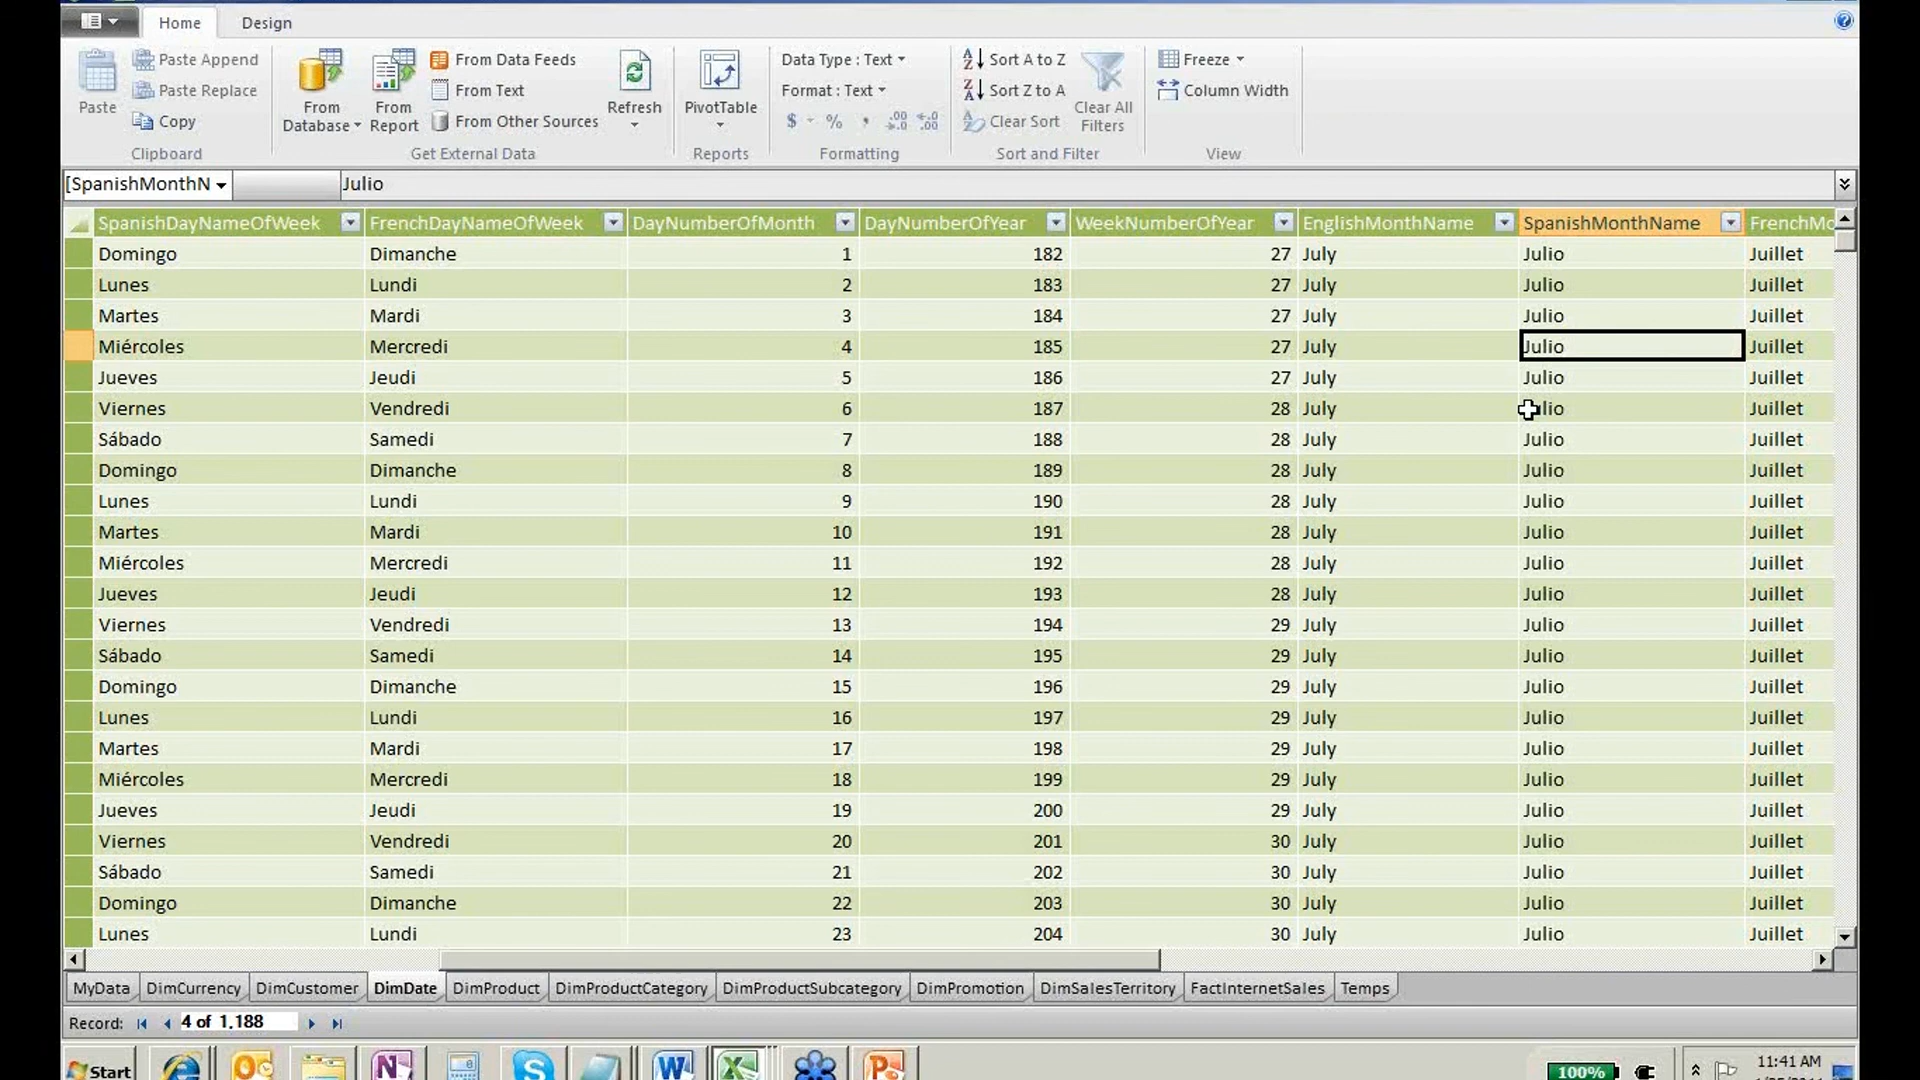 Home Design
Paste Append
Paste Replace
Copy
Paste
Clipboard
From Database
From Report
From Data Feeds
From Text
From Other Sources
Get External Data
Refresh
PivotTable
Reports
Data Type : Text
Format : Text
$ % , .00 →.0 ←.0 .00
Formatting
Sort A to Z
Sort Z to A
Clear Sort
Clear All Filters
Sort and Filter
Freeze
Column Width
View
[SpanishMonthN Julio
SpanishDayNameOfWeek FrenchDayNameOfWeek DayNumberOfMonth DayNumberOfYear WeekNumberOfYear EnglishMonthName SpanishMonthName FrenchMo
Domingo Dimanche 1 182 27 July Julio Juillet
Lunes Lundi 2 183 27 July Julio Juillet
Martes Mardi 3 184 27 July Julio Juillet
Miércoles Mercredi 4 185 27 July Julio Juillet
Jueves Jeudi 5 186 27 July Julio Juillet
Viernes Vendredi 6 187 28 July lio Juillet
Sábado Samedi 7 188 28 July Julio Juillet
Domingo Dimanche 8 189 28 July Julio Juillet
Lunes Lundi 9 190 28 July Julio Juillet
Martes Mardi 10 191 28 July Julio Juillet
Miércoles Mercredi 11 192 28 July Julio Juillet
Jueves Jeudi 12 193 28 July Julio Juillet
Viernes Vendredi 13 194 29 July Julio Juillet
Sábado Samedi 14 195 29 July Julio Juillet
Domingo Dimanche 15 196 29 July Julio Juillet
Lunes Lundi 16 197 29 July Julio Juillet
Martes Mardi 17 198 29 July Julio Juillet
Miércoles Mercredi 18 199 29 July Julio Juillet
Jueves Jeudi 19 200 29 July Julio Juillet
Viernes Vendredi 20 201 30 July Julio Juillet
Sábado Samedi 21 202 30 July Julio Juillet
Domingo Dimanche 22 203 30 July Julio Juillet
Lunes Lundi 23 204 30 July Julio Juillet
MyData DimCurrency DimCustomer DimDate DimProduct DimProductCategory DimProductSubcategory DimPromotion DimSalesTerritory FactInternetSales Temps
Record: 4 of 1,188
Start 100% 11:41 AM